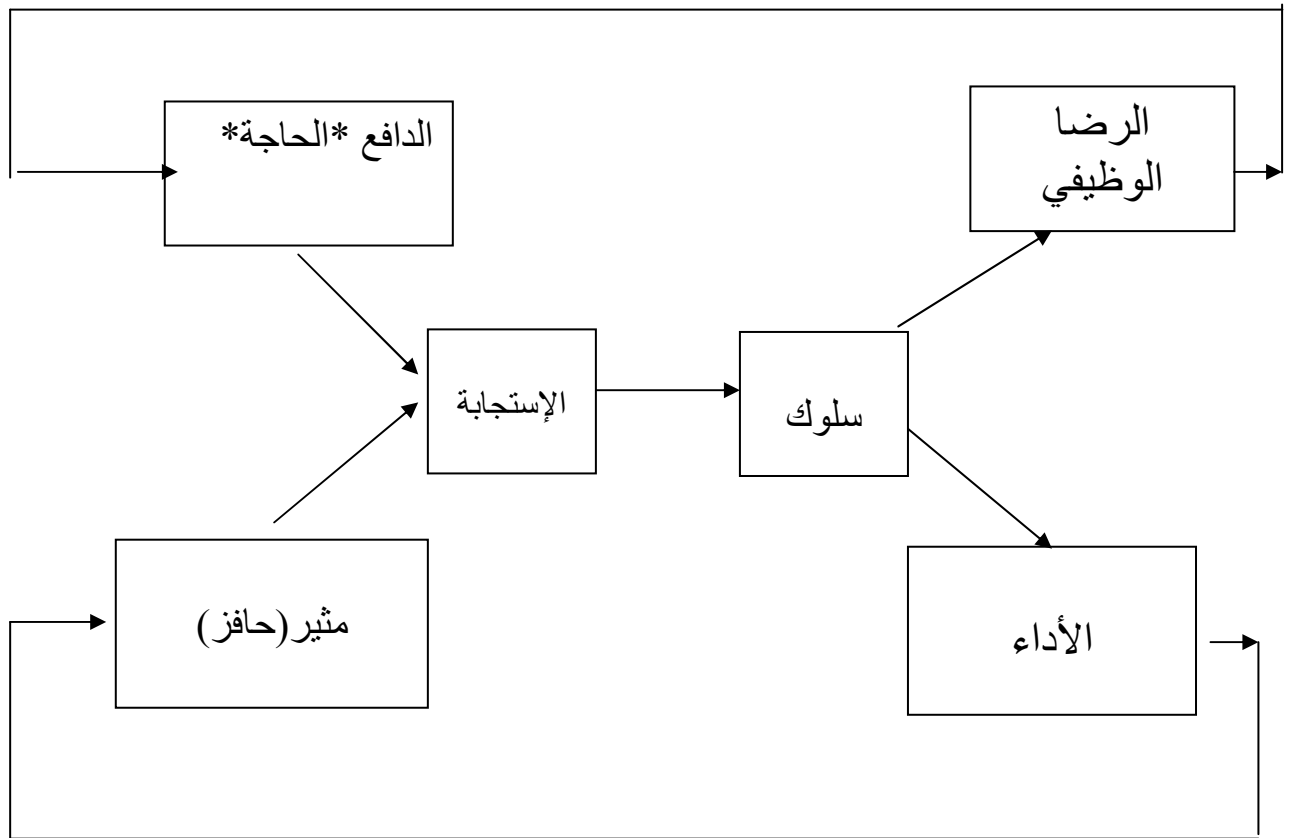 الدافع *الحاجة*
الرضا
الوظيفي
الإستجابة
سلوك
مثير(حافز)
الأداء